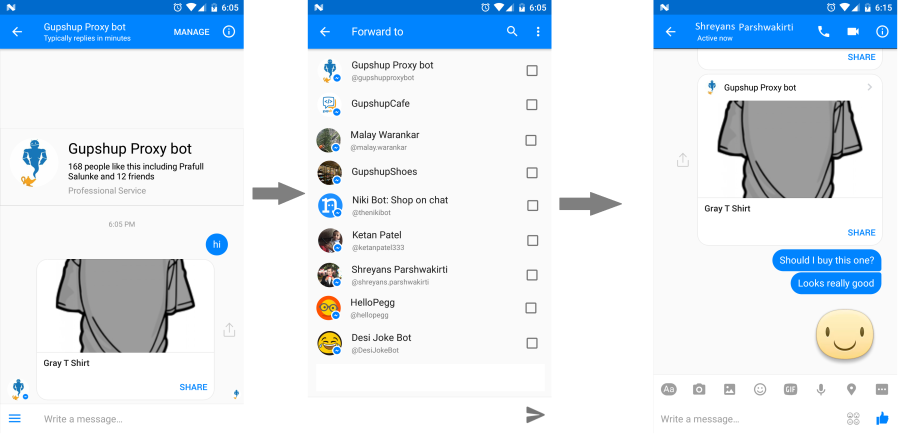 6:05
Gupshup Proxy bot
Typically replies in minutes
MANAGE
Gupshup Proxy bot
168 people like this including Prafull
Salunke and 12 friends
Professional Service
6:05 PM
hi
Gray T Shirt
SHARE
Write a message...
6:05
Forward to
Gupshup Proxy bot
@gupshupproxybot
GupshupCafe
Malay Warankar
@malay.warankar
GupshupShoes
Niki Bot: Shop on chat
@thenikibot
Ketan Patel
@ketanpatel333
Shreyans Parshwakirti
@shreyans.parshwakirti
HelloPegg
@hellopegg
Desi Joke Bot
@DesiJokeBot
6:15
Shreyans Parshwakirti
Active now
SHARE
Gupshup Proxy bot
Gray T Shirt
SHARE
Should I buy this one?
Looks really good
Aa
GIF
Write a message...